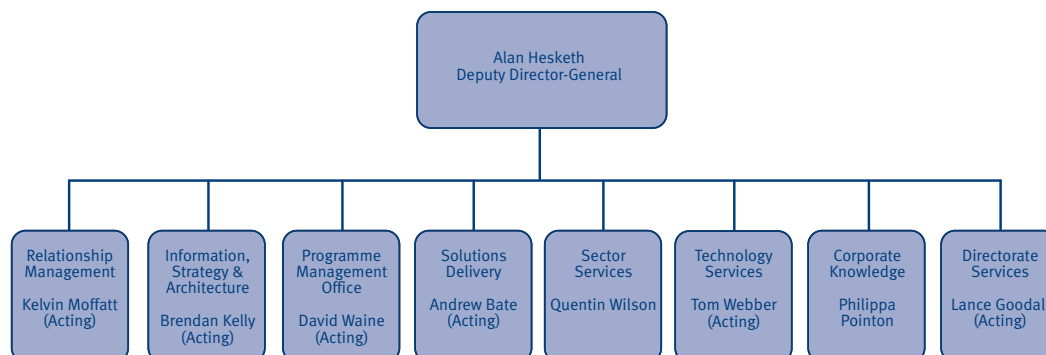 Alan Hesketh
Deputy Director-General
Relationship
Management
Kelvin Moffatt
(Acting)
Information,
Strategy &
Architecture
Brendan Kelly
(Acting)
Programme
Management
Office
David Waine
(Acting)
Solutions
Delivery
Andrew Bate
(Acting)
Sector
Services
Quentin Wilson
Technology
Services
Tom Webber
(Acting)
Corporate
Knowledge
Philippa
Pointon
Directorate
Services
Lance Goodal
(Acting)